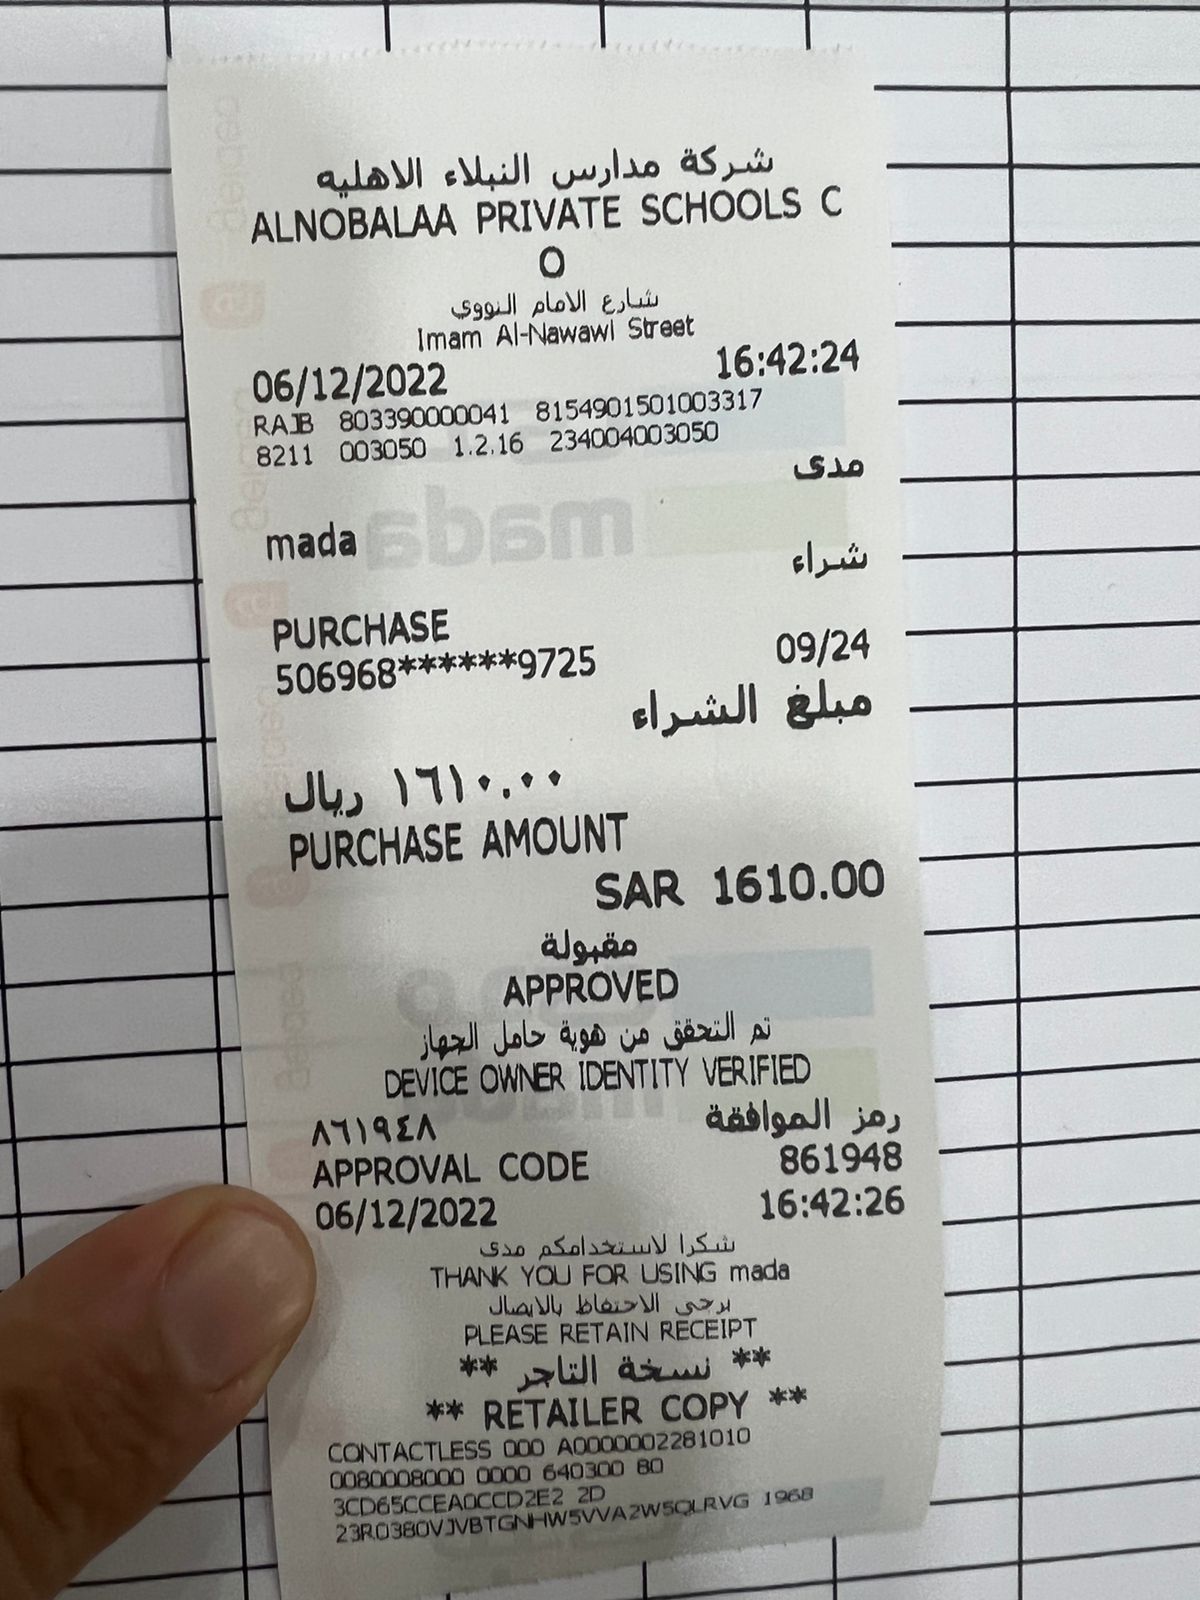 شركة مدارس النبلاء الاهليه
ALNOBALAA PRIVATE SCHOOLS C
O
شارع الامام النووي
Imam Al-Nawawi Street
06/12/2022 16:42:24
RAJB 803390000041 8154901501003317
8211 003050 1.2.16 234004003050
مدى
mada
شراء
PURCHASE
506968******9725 09/24
مبلغ الشراء
١٦١٠.٠٠ ريال
PURCHASE AMOUNT
SAR 1610.00
مقبولة
APPROVED
تم التحقق من هوية حامل الجهاز
DEVICE OWNER IDENTITY VERIFIED
رمز الموافقة ٨٦١٩٤٨
APPROVAL CODE 861948
06/12/2022 16:42:26
شكرا لاستخدامكم مدى
THANK YOU FOR USING mada
يرجى الاحتفاظ بالايصال
PLEASE RETAIN RECEIPT
** نسخة التاجر **
** RETAILER COPY **
CONTACTLESS 000 A0000002281010
0080008000 0000 640300 80
3CD65CCEA0CCD2E2 2D
23R0380VJVBTGNHW5VVA2W5QLRVG 1968